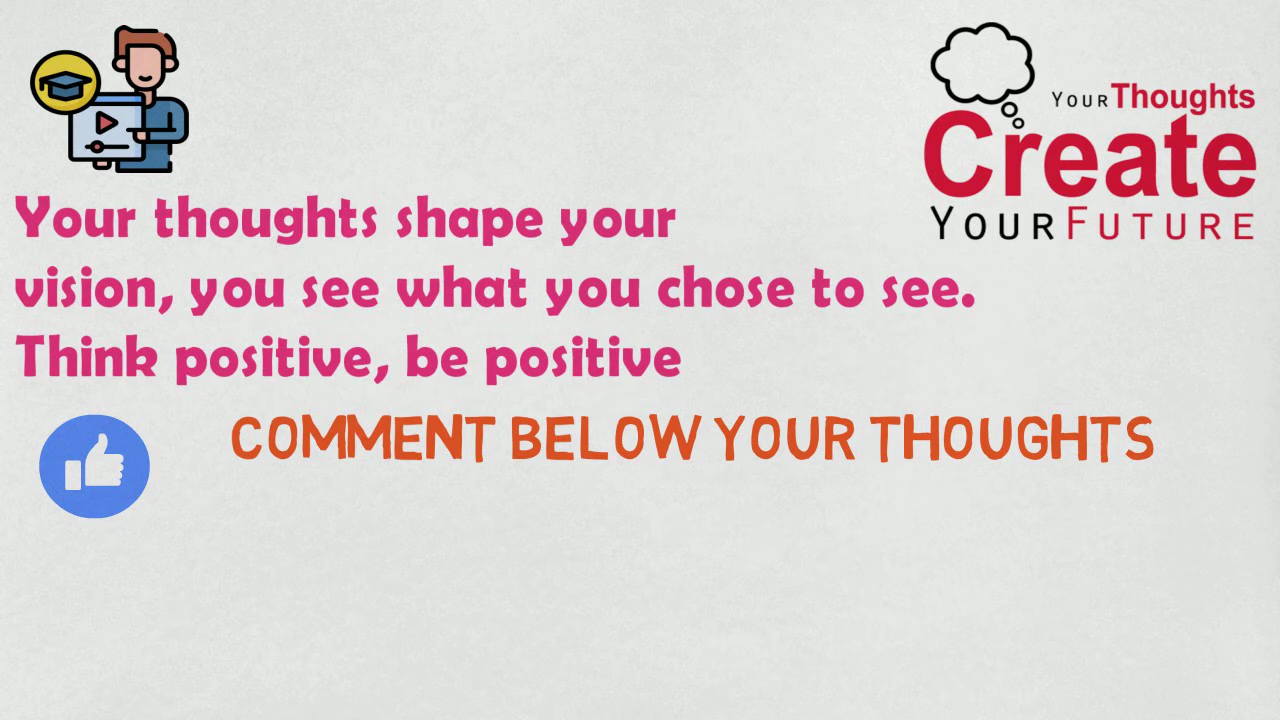 Your Thoughts
Create
Your Future
Your thoughts shape your
vision, you see what you chose to see.
Think positive, be positive
COMMENT BELOW YOUR THOUGHTS